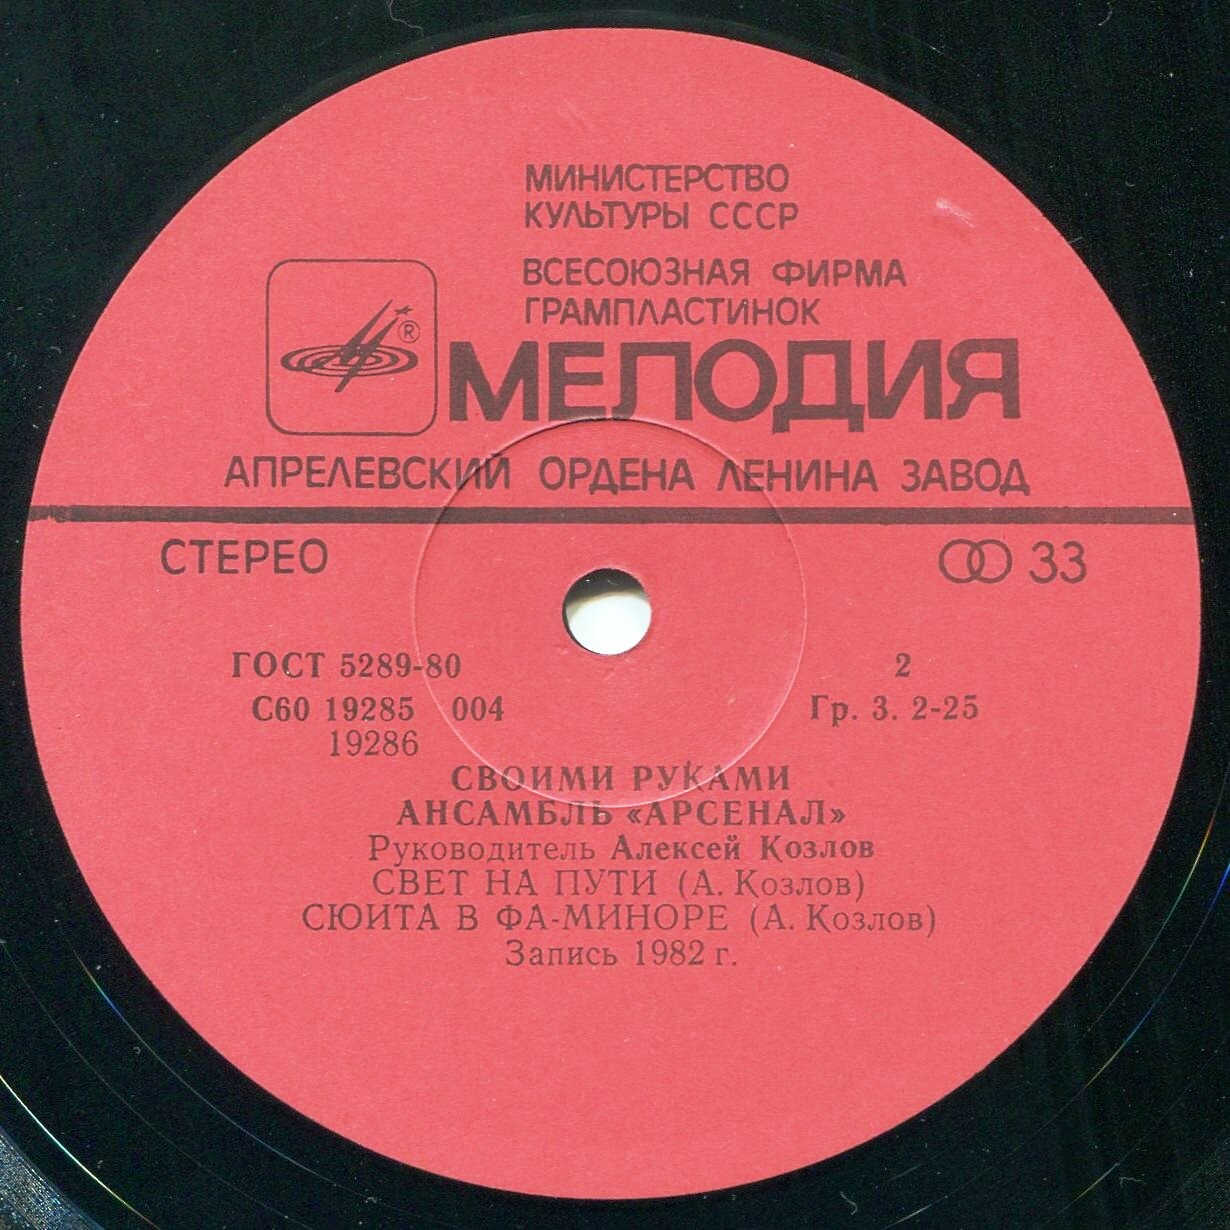 МИНИСТЕРСТВО
КУЛЬТУРЫ СССР
ВСЕСОЮЗНАЯ ФИРМА
ГРАМПЛАСТИНОК
®
МЕЛОДИЯ
АПРЕЛЕВСКИЙ ОРДЕНА ЛЕНИНА ЗАВОД
СТЕРЕО 33
ГОСТ 5289-80 2
С60 19285 004 Гр. 3. 2-25
19286
СВОИМИ РУКАМИ
АНСАМБЛЬ «АРСЕНАЛ»
Руководитель Алексей Козлов
СВЕТ НА ПУТИ (А. Козлов)
СЮИТА В ФА-МИНОРЕ (А. Козлов)
Запись 1982 г.